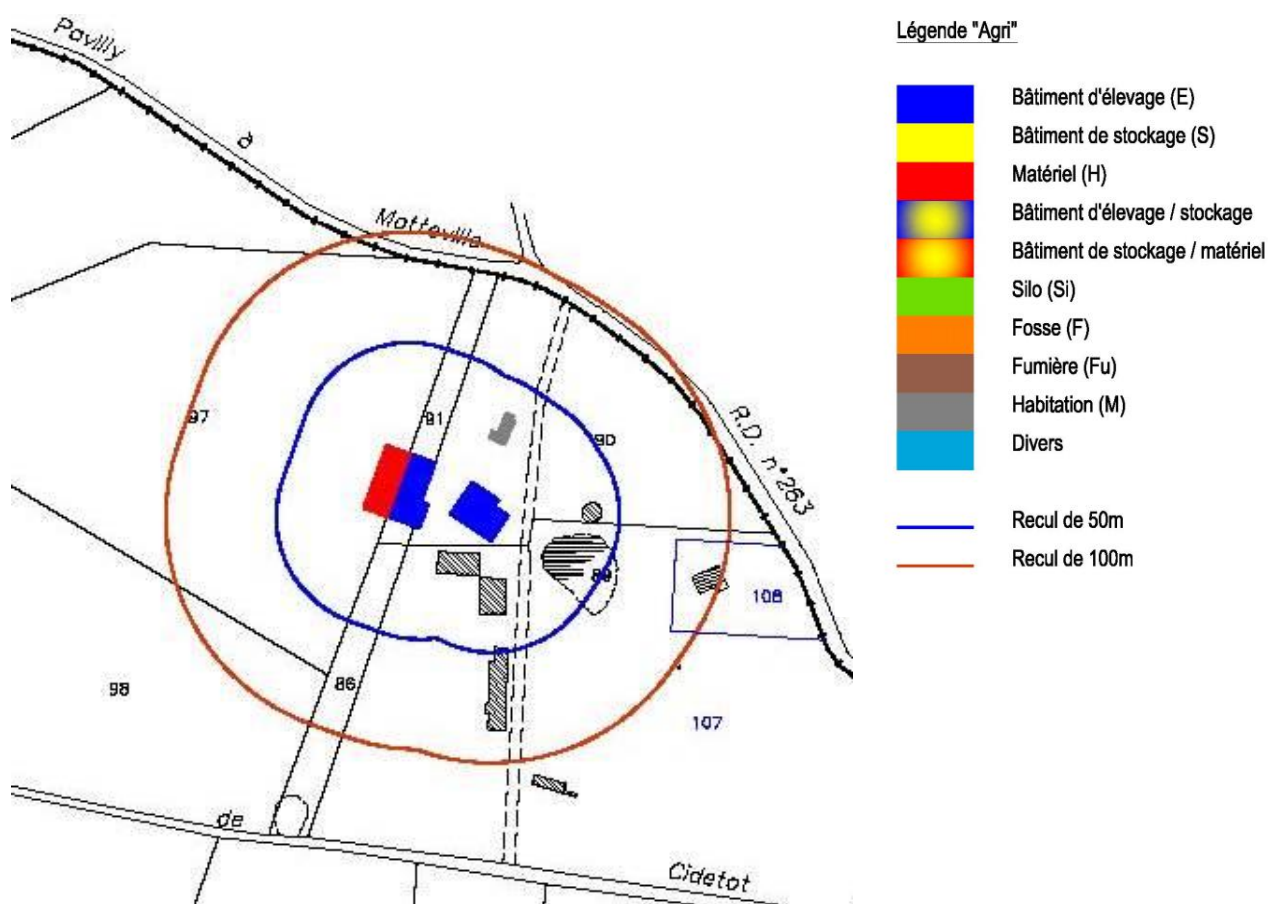 Pavilly
à
Motteville
R.D. n°263
97
91
90
89
108
86
98
107
de
Cidetot
Légende "Agri"
Bâtiment d'élevage (E)
Bâtiment de stockage (S)
Matériel (H)
Bâtiment d'élevage / stockage
Bâtiment de stockage / matériel
Silo (Si)
Fosse (F)
Fumière (Fu)
Habitation (M)
Divers
Recul de 50m
Recul de 100m